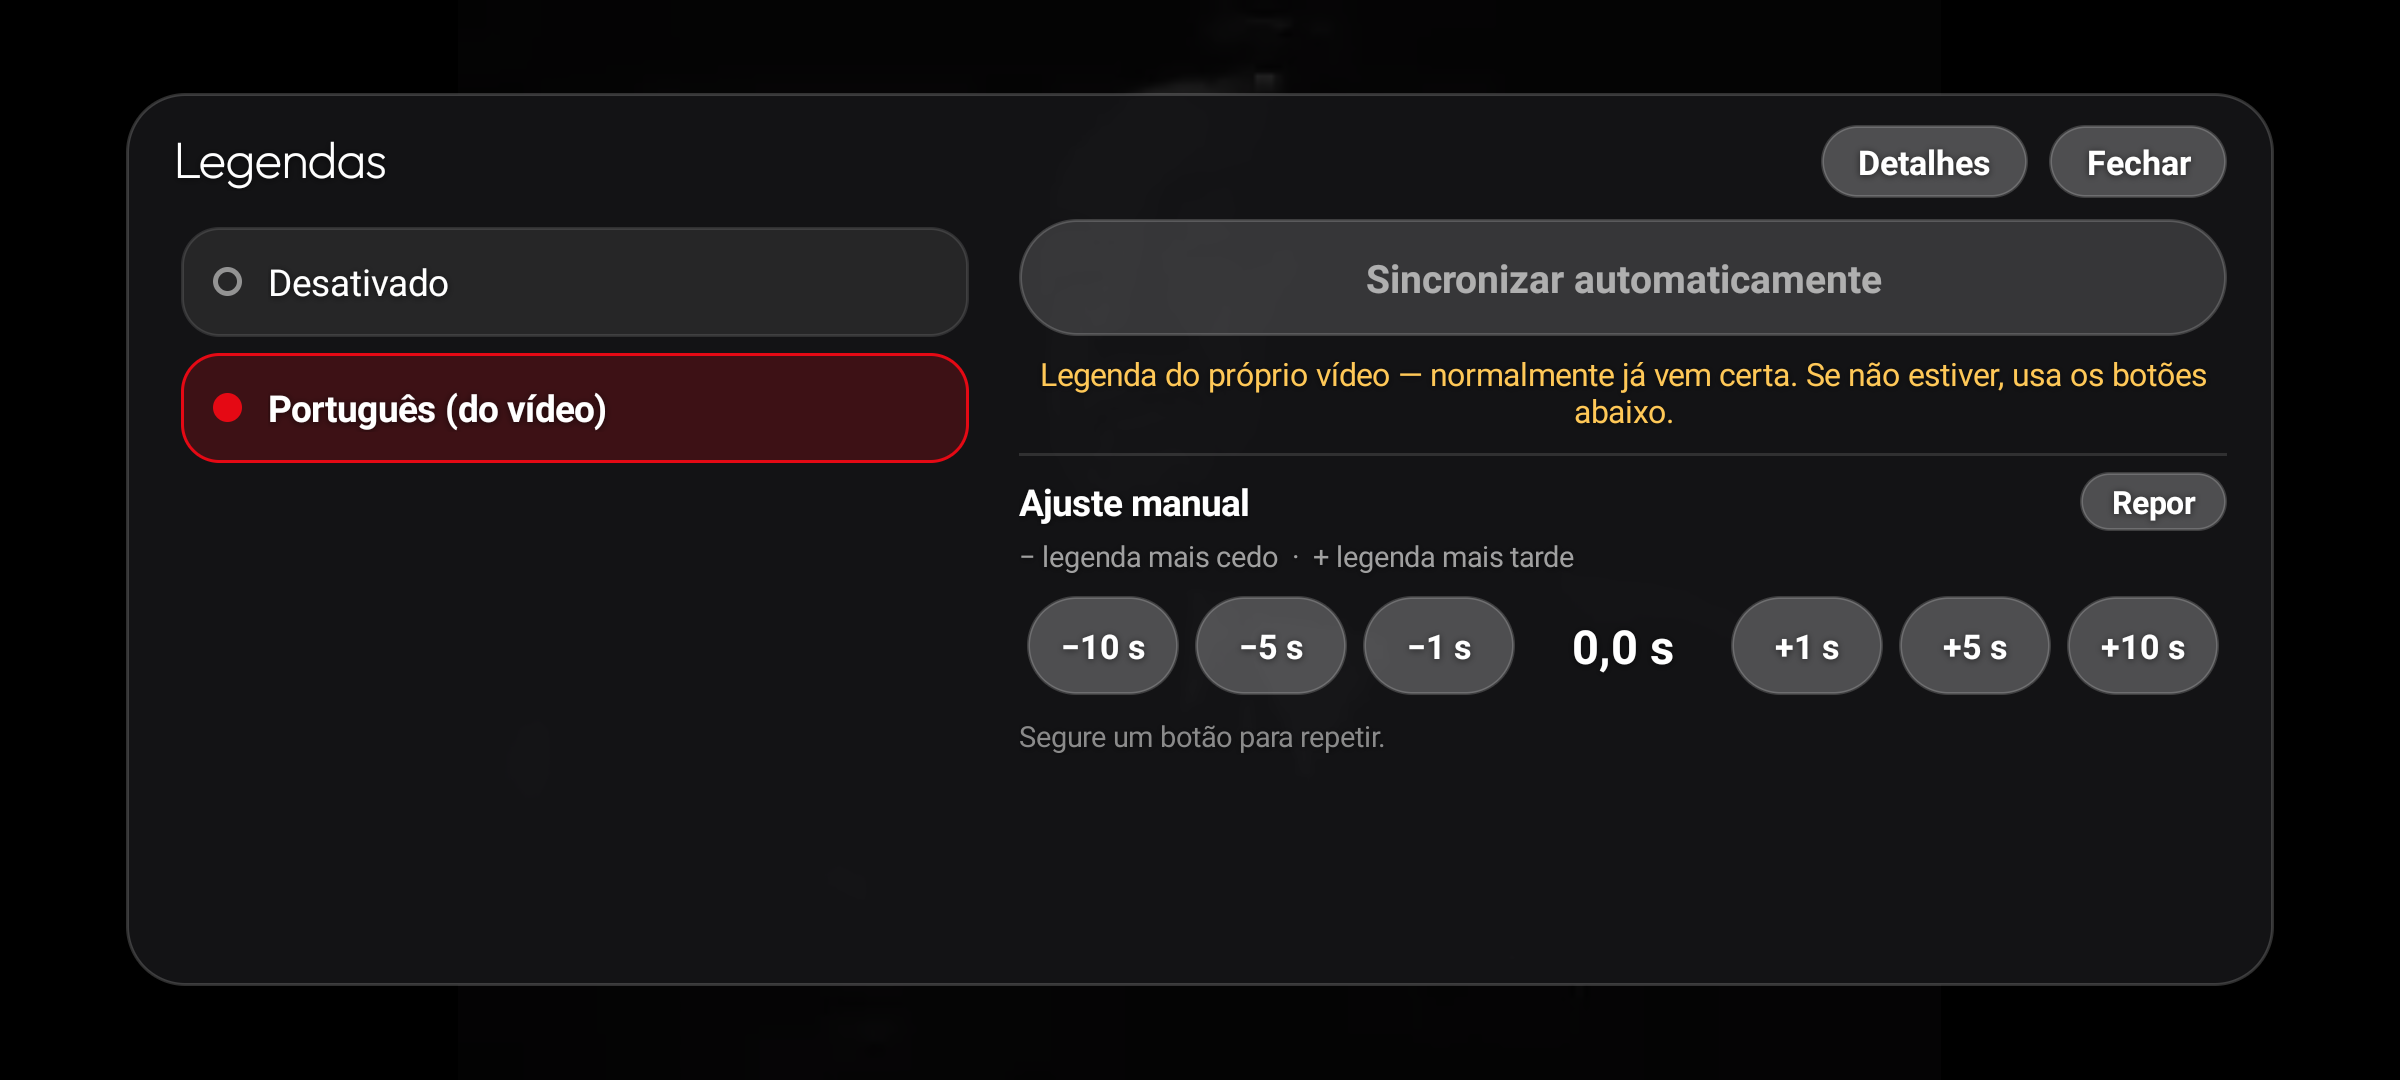 Legendas
Detalhes
Fechar
Desativado
Português (do vídeo)
Sincronizar automaticamente
Legenda do próprio vídeo — normalmente já vem certa. Se não estiver, usa os botões
abaixo.
Ajuste manual
Repor
− legenda mais cedo · + legenda mais tarde
−10 s
−5 s
−1 s
0,0 s
+1 s
+5 s
+10 s
Segure um botão para repetir.